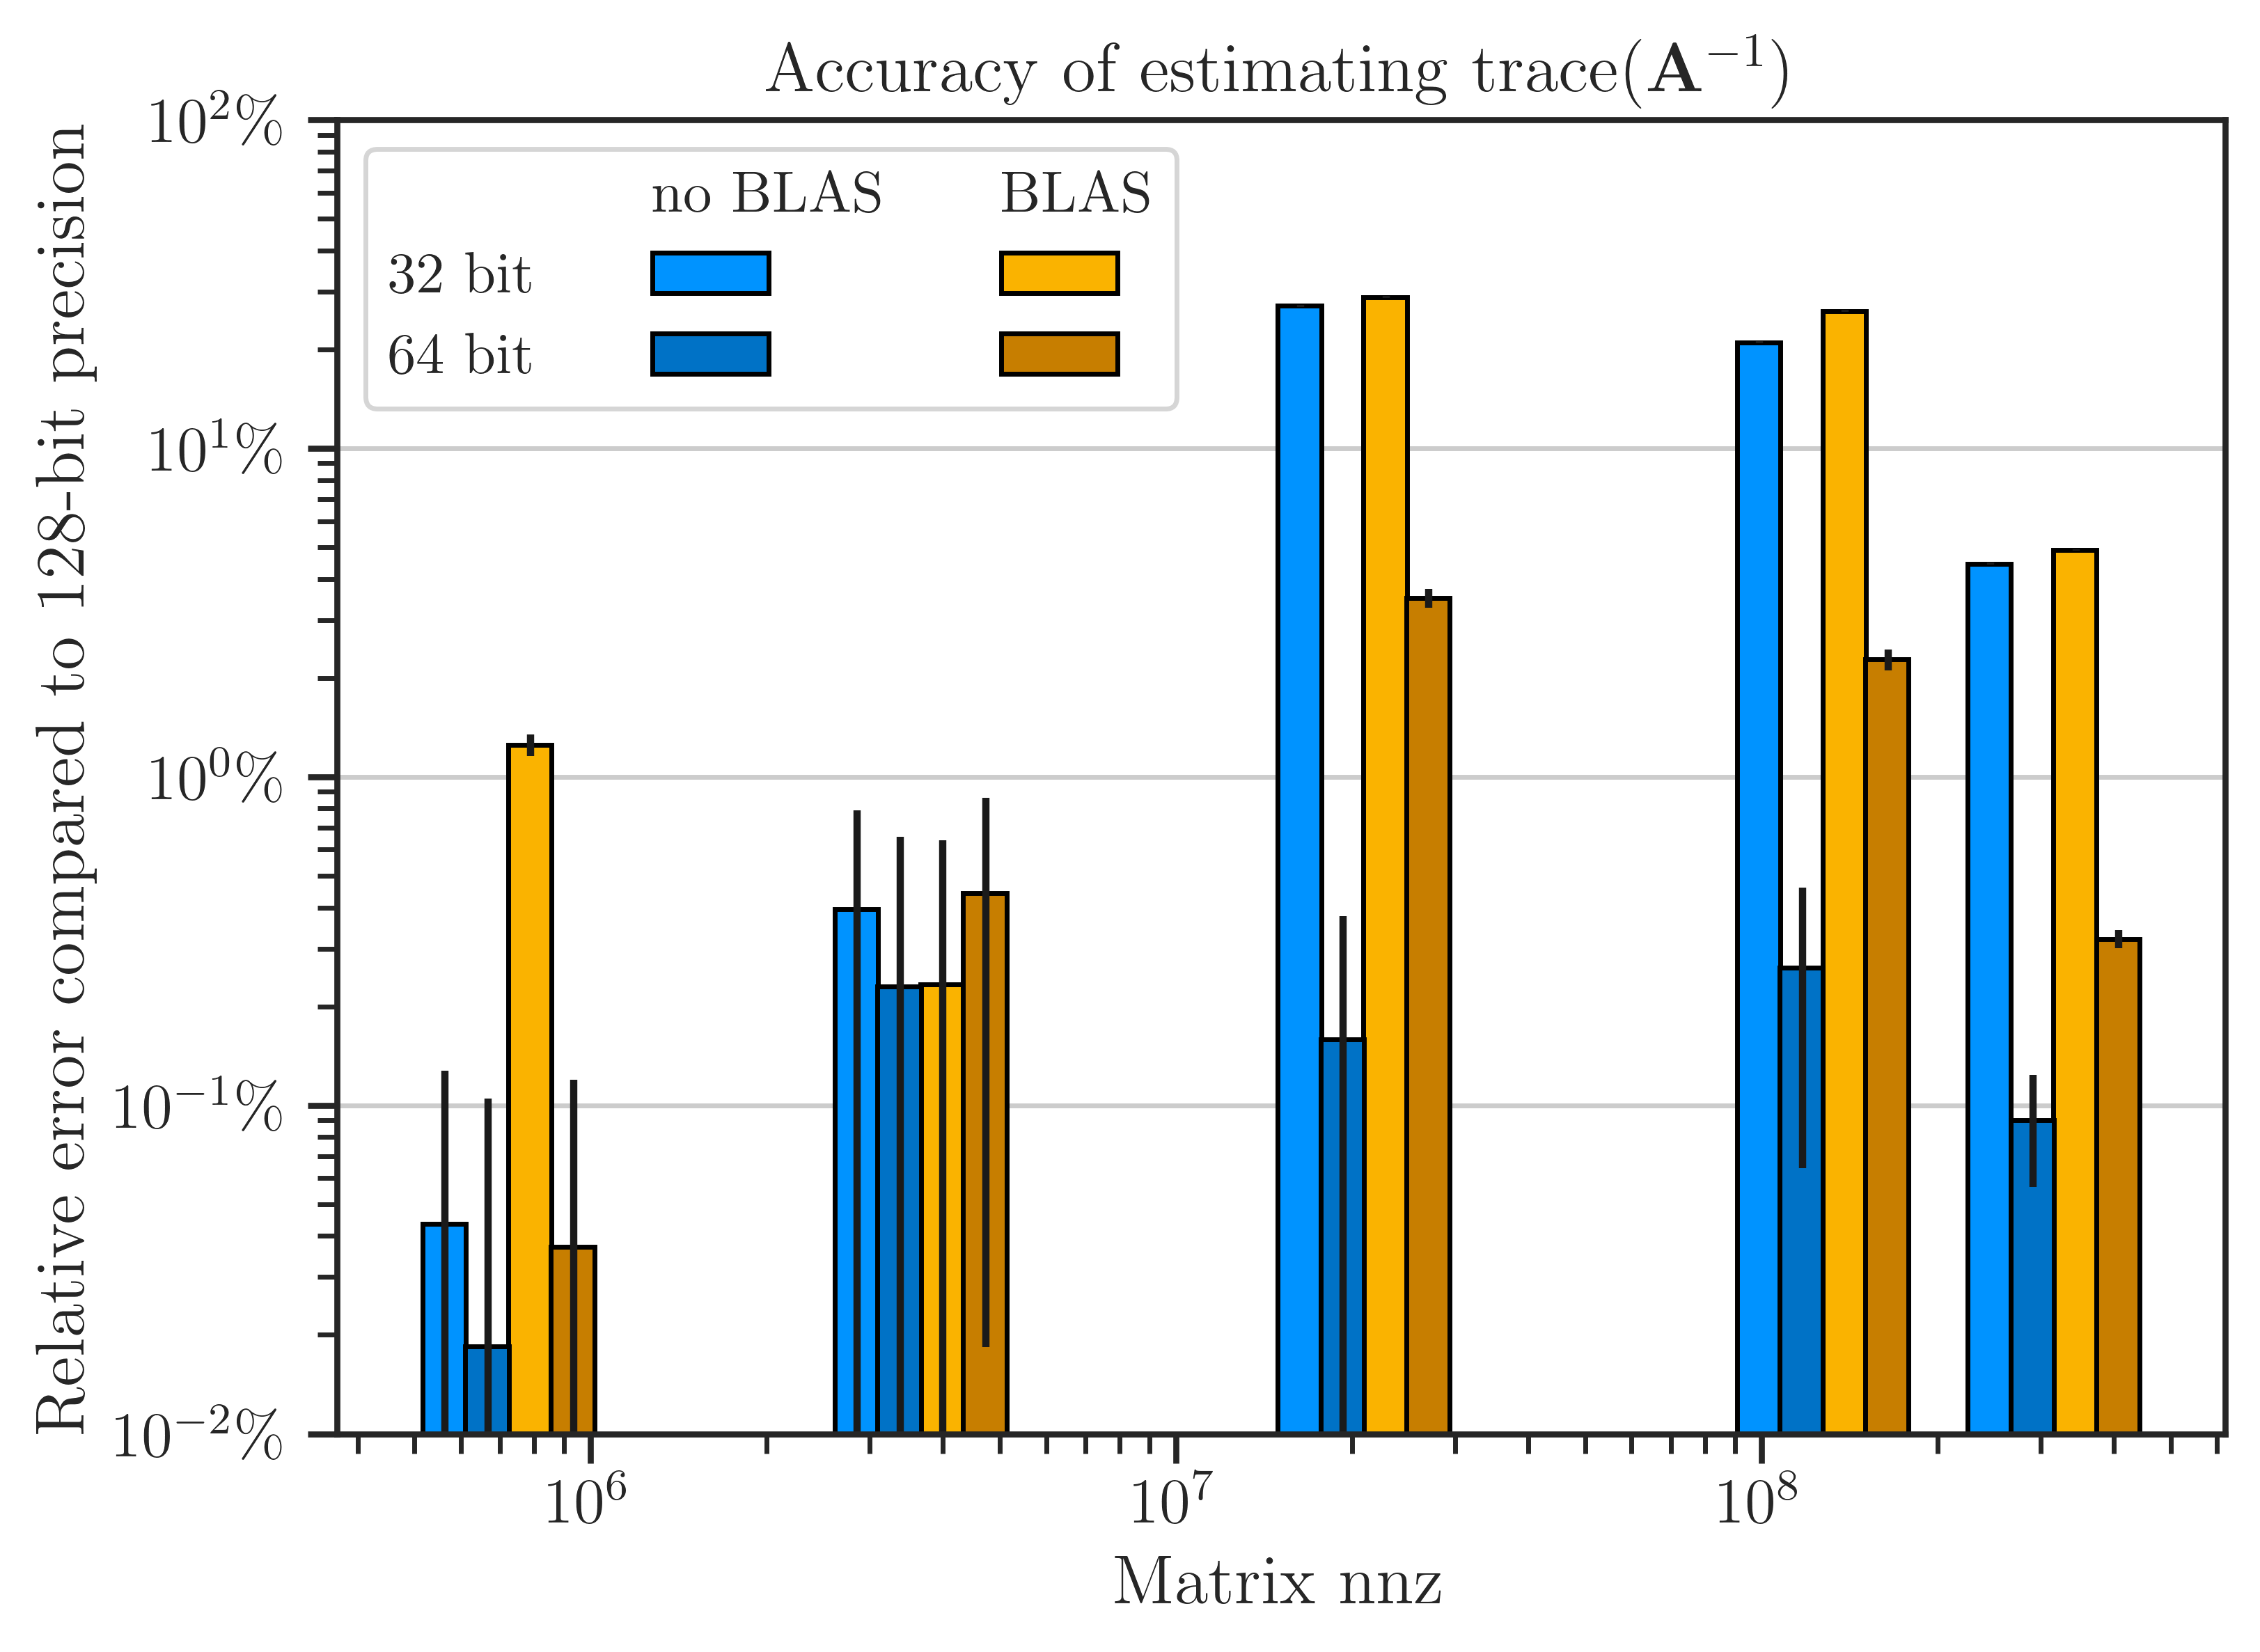 Accuracy of estimating trace(A⁻¹)
Relative error compared to 128-bit precision
10²%
10¹%
10⁰%
10⁻¹%
10⁻²%
no BLAS BLAS
32 bit
64 bit
10⁶ 10⁷ 10⁸
Matrix nnz